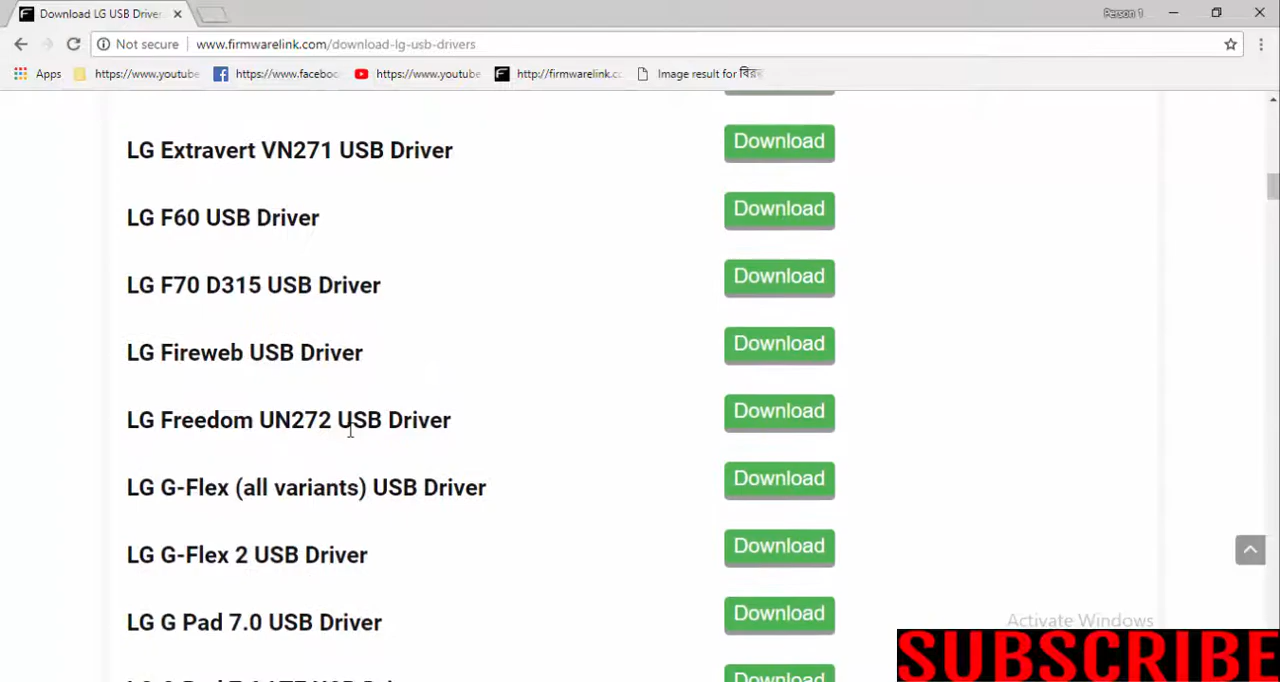 Download LG USB Driver
Person 1
Not secure
www.firmwarelink.com/download-lg-usb-drivers
Apps
https://www.youtube
https://www.faceboo
https://www.youtube
http://firmwarelink.co
Image result for বির
LG Extravert VN271 USB Driver
Download
LG F60 USB Driver
Download
LG F70 D315 USB Driver
Download
LG Fireweb USB Driver
Download
LG Freedom UN272 USB Driver
Download
LG G-Flex (all variants) USB Driver
Download
LG G-Flex 2 USB Driver
Download
LG G Pad 7.0 USB Driver
Download
Download
Activate Windows
SUBSCRIBE